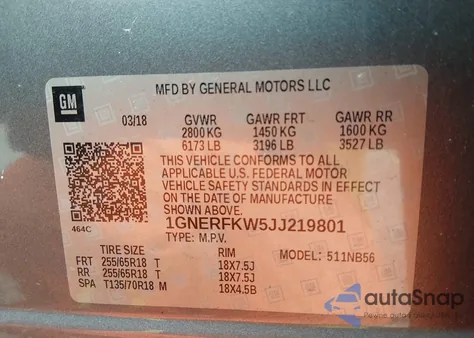 MFD BY GENERAL MOTORS LLC
GM
03/18 GVWR GAWR FRT GAWR RR
2800 KG 1450 KG 1600 KG
6173 LB 3196 LB 3527 LB
THIS VEHICLE CONFORMS TO ALL
APPLICABLE U.S. FEDERAL MOTOR
VEHICLE SAFETY STANDARDS IN EFFECT
ON THE DATE OF MANUFACTURE
SHOWN ABOVE.
464C
1GNERFKW5JJ219801
TYPE: M.P.V. MODEL: 511NB56
TIRE SIZE RIM
FRT 255/65R18 T 18X7.5J
RR 255/65R18 T 18X7.5J
SPA T135/70R18 M 18X4.5B
autoSnap